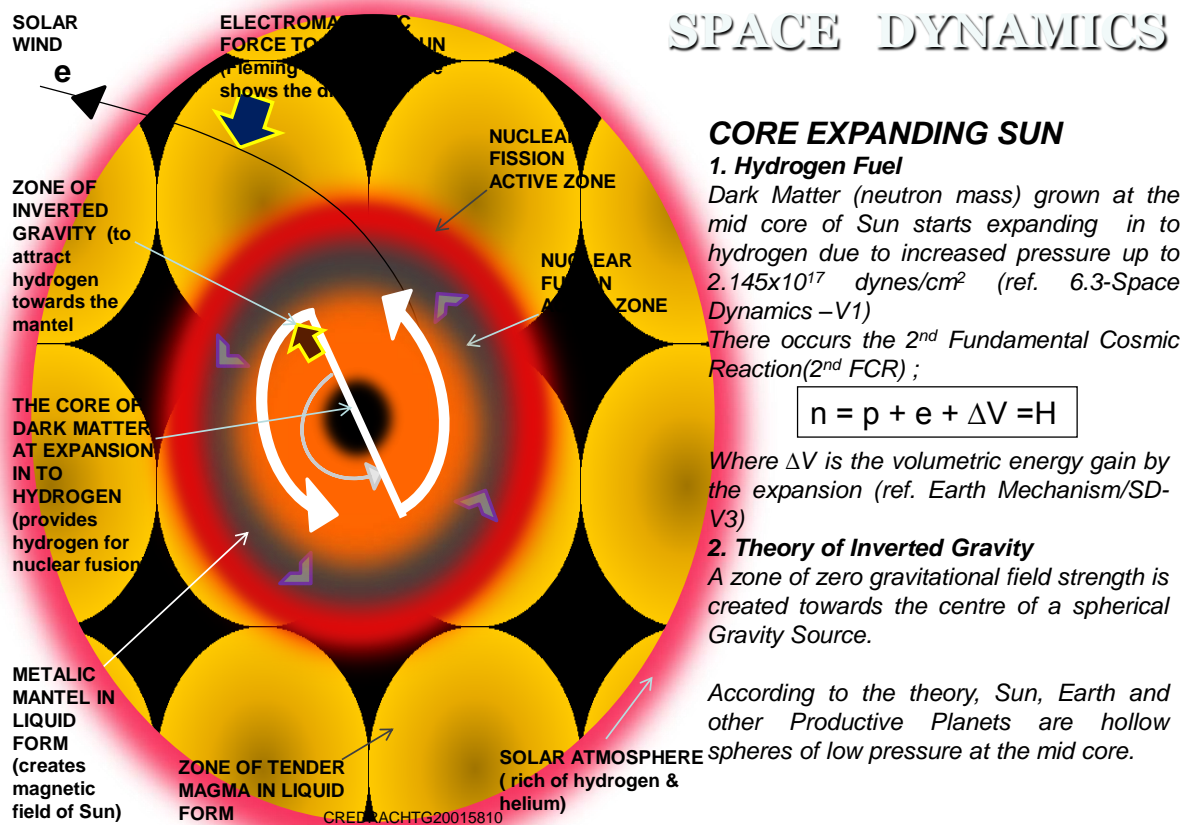 SOLAR
WIND
e
ELECTROMA C
FORCE TO UN
(Fleming e
shows the d
SPACE DYNAMICS
NUCLEAR
FISSION
ACTIVE ZONE
ZONE OF
INVERTED
GRAVITY (to
attract
hydrogen
towards the
mantel
NUCLEAR
FUSION
ZONE
THE CORE OF
DARK MATTER
AT EXPANSION
IN TO
HYDROGEN
(provides
hydrogen for
nuclear fusion
METALIC
MANTEL IN
LIQUID
FORM
(creates
magnetic
field of Sun)
ZONE OF TENDER
MAGMA IN LIQUID
FORM
SOLAR ATMOSPHERE
( rich of hydrogen &
helium)
CREDRACHTG20015810
CORE EXPANDING SUN
1. Hydrogen Fuel
Dark Matter (neutron mass) grown at the
mid core of Sun starts expanding in to
hydrogen due to increased pressure up to
2.145x10¹⁷ dynes/cm² (ref. 6.3-Space
Dynamics –V1)
There occurs the 2nd Fundamental Cosmic
Reaction(2nd FCR) ;
n = p + e + ∆V =H
Where ∆V is the volumetric energy gain by
the expansion (ref. Earth Mechanism/SD-
V3)
2. Theory of Inverted Gravity
A zone of zero gravitational field strength is
created towards the centre of a spherical
Gravity Source.
According to the theory, Sun, Earth and
other Productive Planets are hollow
spheres of low pressure at the mid core.